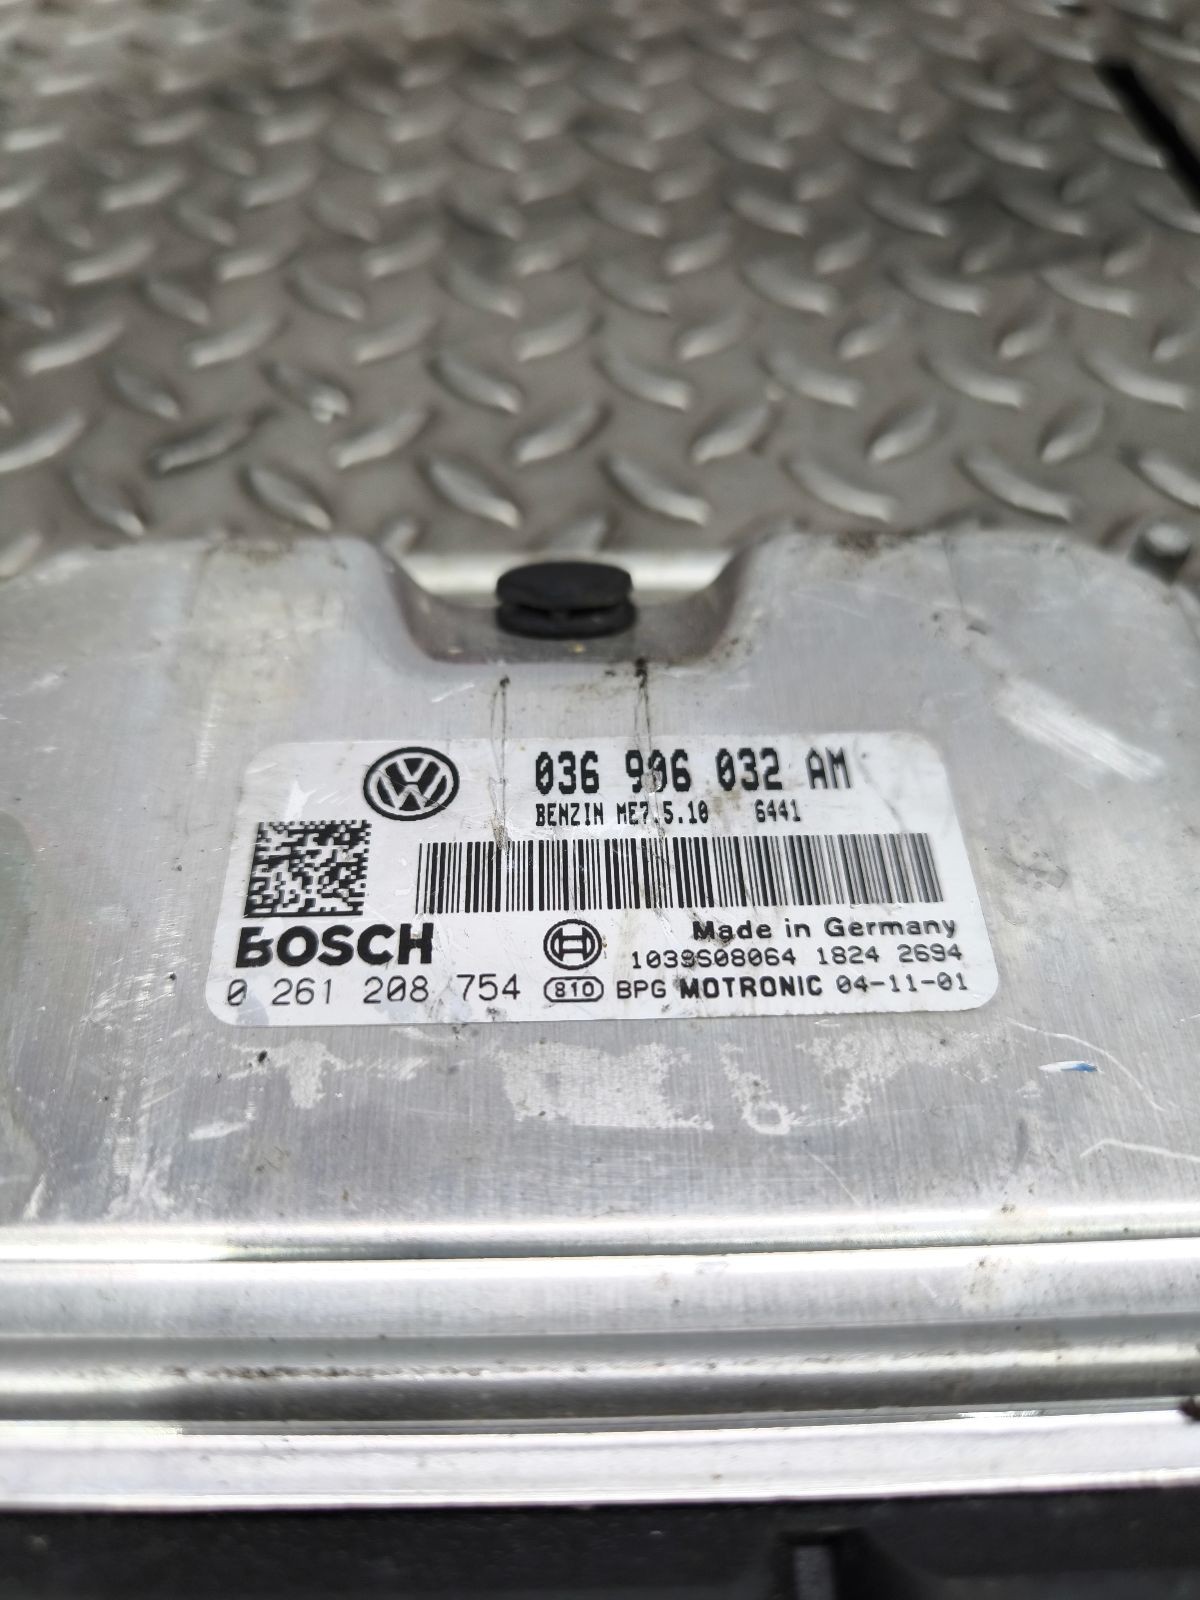 036 906 032 AM
BENZIN ME7.5.10 6441
Made in Germany
BOSCH
1039S08064 1824 2694
0 261 208 754 810 BPG MOTRONIC 04-11-01